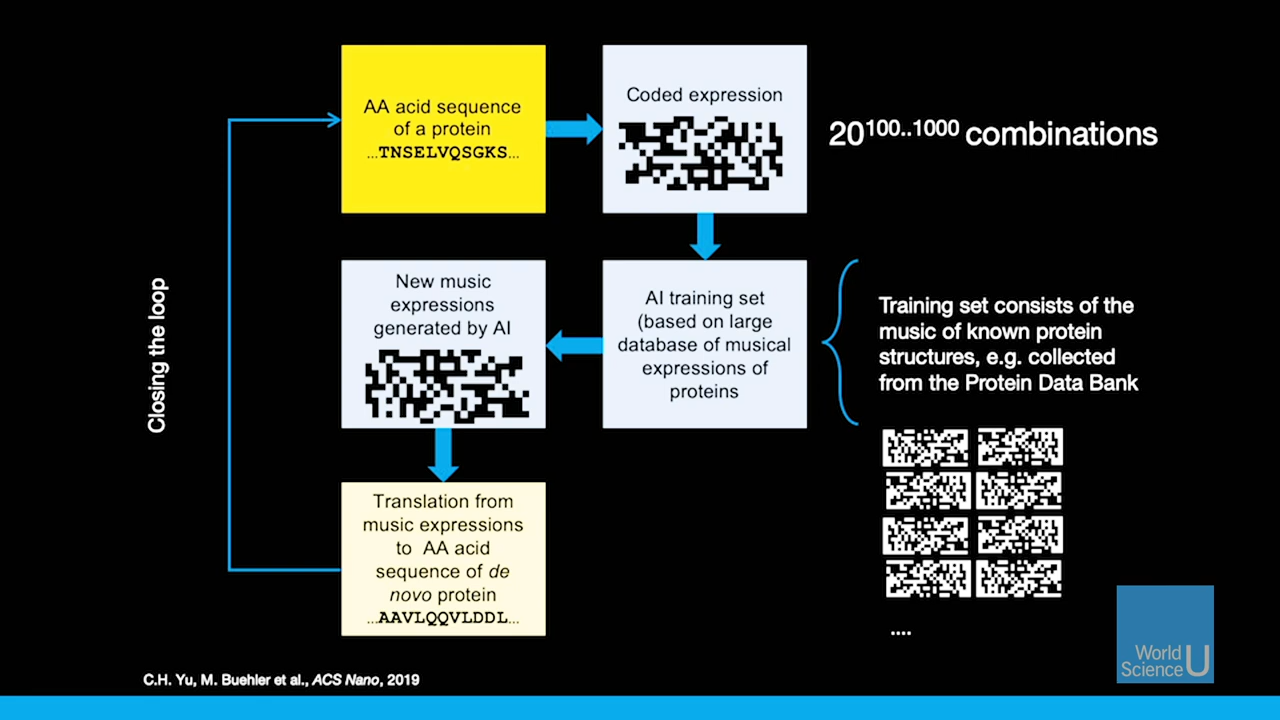 AA acid sequence
of a protein
...TNSELVQSGKS...
Coded expression
20100..1000 combinations
New music
expressions
generated by AI
AI training set
(based on large
database of musical
expressions of
proteins
Training set consists of the
music of known protein
structures, e.g. collected
from the Protein Data Bank
Closing the loop
Translation from
music expressions
to AA acid
sequence of de
novo protein
...AAVLQQVLDDL...
....
World
Science U
C.H. Yu, M. Buehler et al., ACS Nano, 2019